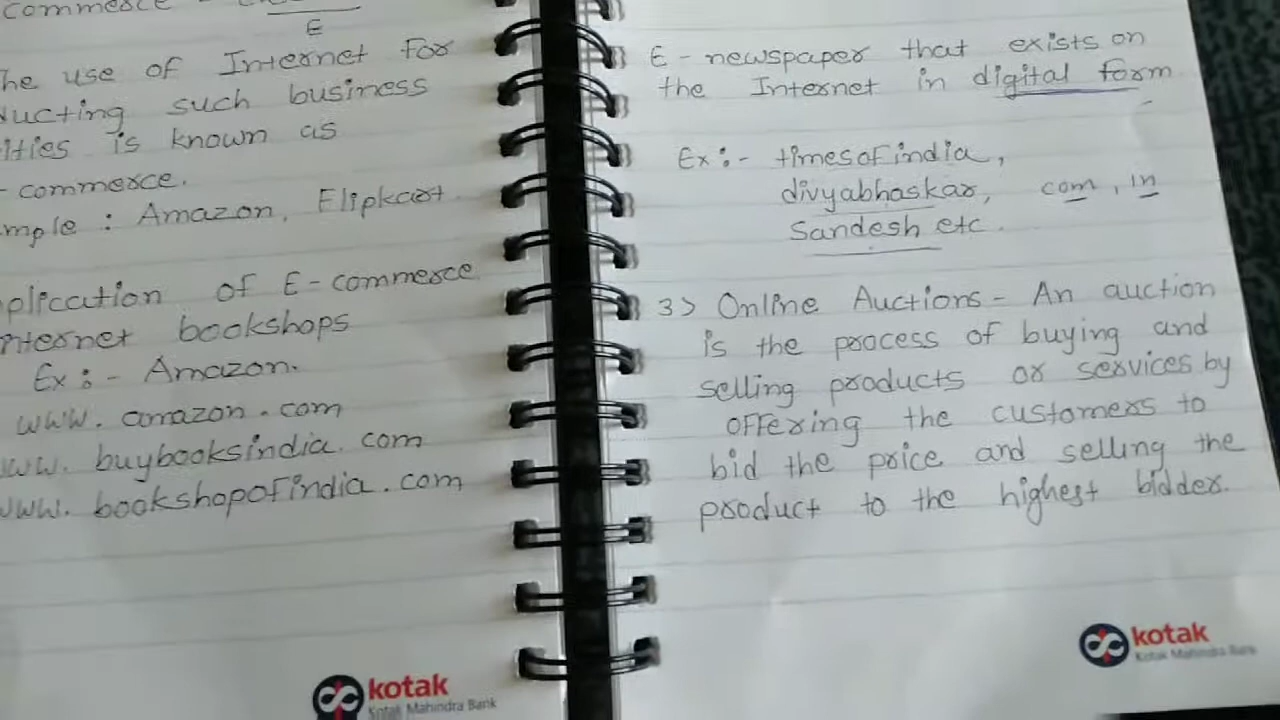 commerce -
E
he use of Internet For
ducting such business
ities is known as
- commerce.
mple : Amazon, Flipkart.
plication of E-commerce
nternet bookshops
Ex :- Amazon.
www. amazon . com
ww. buybooksindia. com
www. bookshopofindia . com
kotak
Kotak Mahindra Bank
E - newspaper that exists on
the Internet in digital form
Ex :- timesofindia,
divyabhaskar, com , in
Sandesh etc.
3> Online Auctions - An auction
is the process of buying and
selling products or services by
offering the customers to
bid the price and selling the
product to the highest bidder.
kotak
Kotak Mahindra Bank